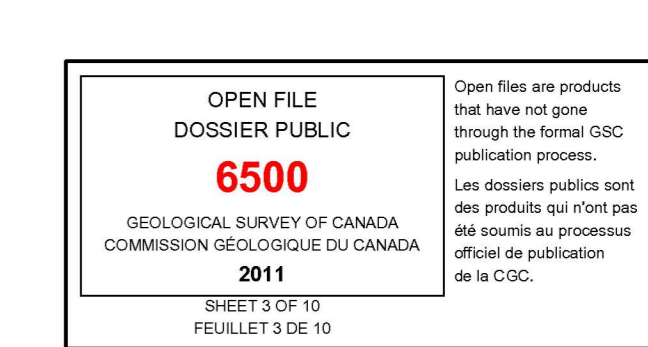 OPEN FILE
DOSSIER PUBLIC
6500
GEOLOGICAL SURVEY OF CANADA
COMMISSION GÉOLOGIQUE DU CANADA
2011
SHEET 3 OF 10
FEUILLET 3 DE 10
Open files are products
that have not gone
through the formal GSC
publication process.
Les dossiers publics sont
des produits qui n'ont pas
été soumis au processus
officiel de publication
de la CGC.